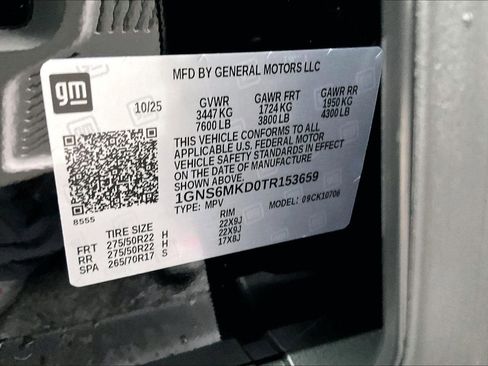 gm
MFD BY GENERAL MOTORS LLC
10/25 GVWR GAWR FRT GAWR RR
3447 KG 1724 KG 1950 KG
7600 LB 3800 LB 4300 LB
THIS VEHICLE CONFORMS TO ALL
APPLICABLE U.S. FEDERAL MOTOR
VEHICLE SAFETY STANDARDS IN EFFECT
ON THE DATE OF MANUFACTURE
1GNS6MKD0TR153659
TYPE: MPV MODEL: 09CK10706
8555
TIRE SIZE RIM
FRT 275/50R22 H 22X9J
RR 275/50R22 H 22X9J
SPA 265/70R17 S 17X8J